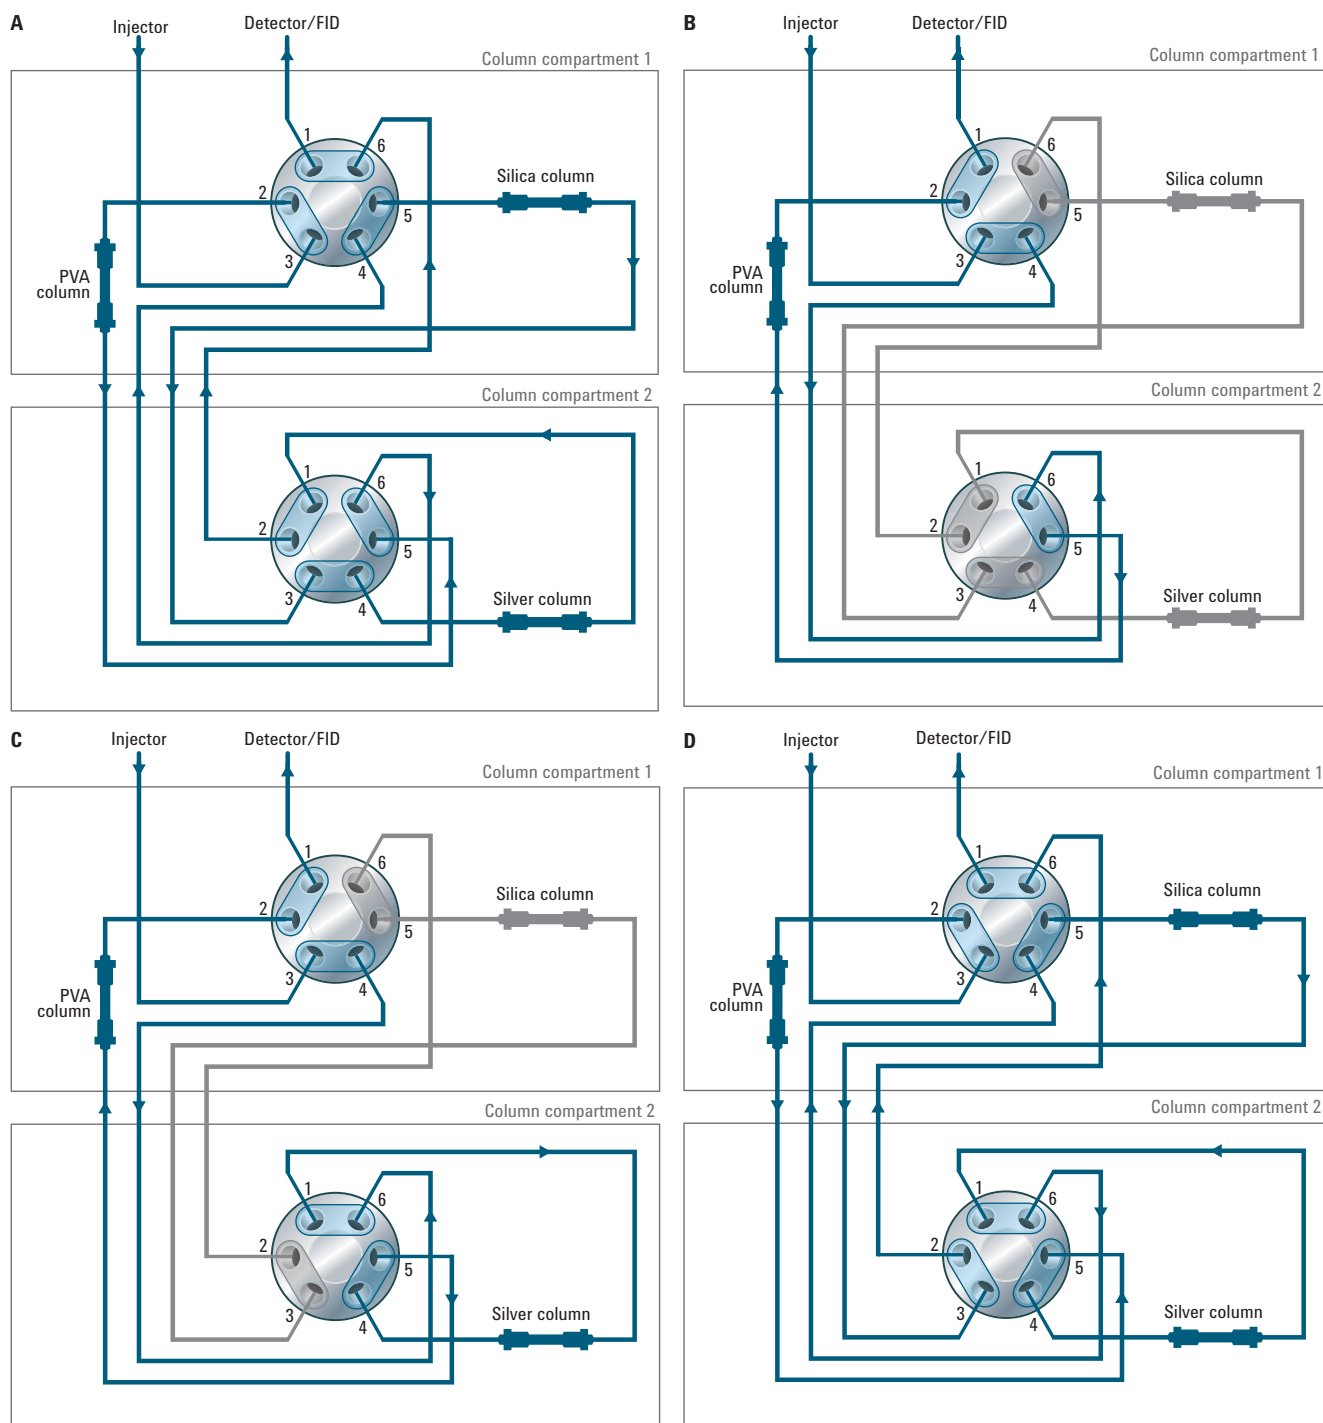 A
Injector
Detector/FID
Column compartment 1
1
6
2
5
3
4
Silica column
PVA
column
Column compartment 2
1
6
2
5
3
4
Silver column
B
Injector
Detector/FID
Column compartment 1
1
6
2
5
3
4
Silica column
PVA
column
Column compartment 2
1
6
2
5
3
4
Silver column
C
Injector
Detector/FID
Column compartment 1
1
6
2
5
3
4
Silica column
PVA
column
Column compartment 2
1
6
2
5
3
4
Silver column
D
Injector
Detector/FID
Column compartment 1
1
6
2
5
3
4
Silica column
PVA
column
Column compartment 2
1
6
2
5
3
4
Silver column